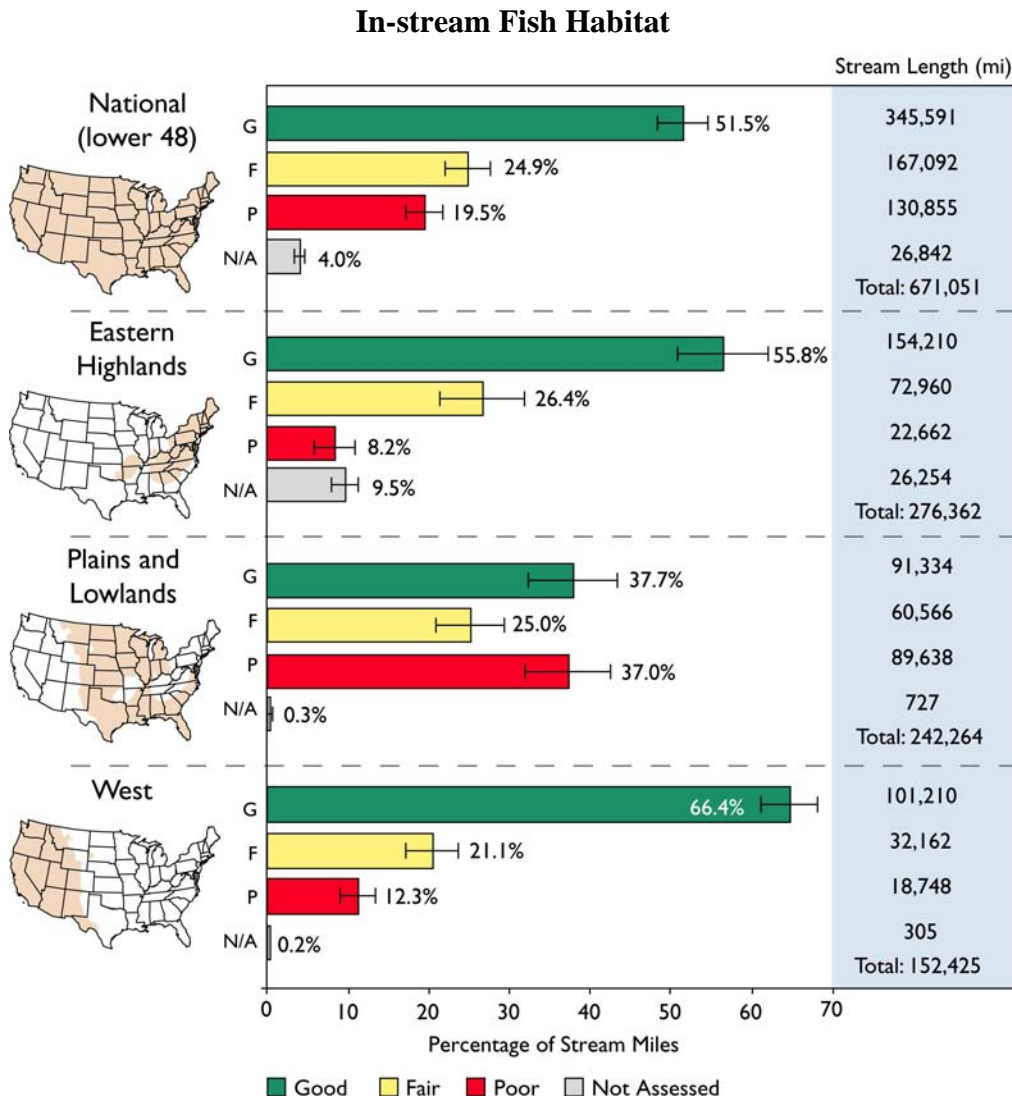 In-stream Fish Habitat
Stream Length (mi)
National
(lower 48)
G
51.5%
345,591
F
24.9%
167,092
P
19.5%
130,855
N/A
4.0%
26,842
Total: 671,051
Eastern
Highlands
G
55.8%
154,210
F
26.4%
72,960
P
8.2%
22,662
N/A
9.5%
26,254
Total: 276,362
Plains and
Lowlands
G
37.7%
91,334
F
25.0%
60,566
P
37.0%
89,638
N/A
0.3%
727
Total: 242,264
West
G
66.4%
101,210
F
21.1%
32,162
P
12.3%
18,748
N/A
0.2%
305
Total: 152,425
0 10 20 30 40 50 60 70
Percentage of Stream Miles
Good Fair Poor Not Assessed